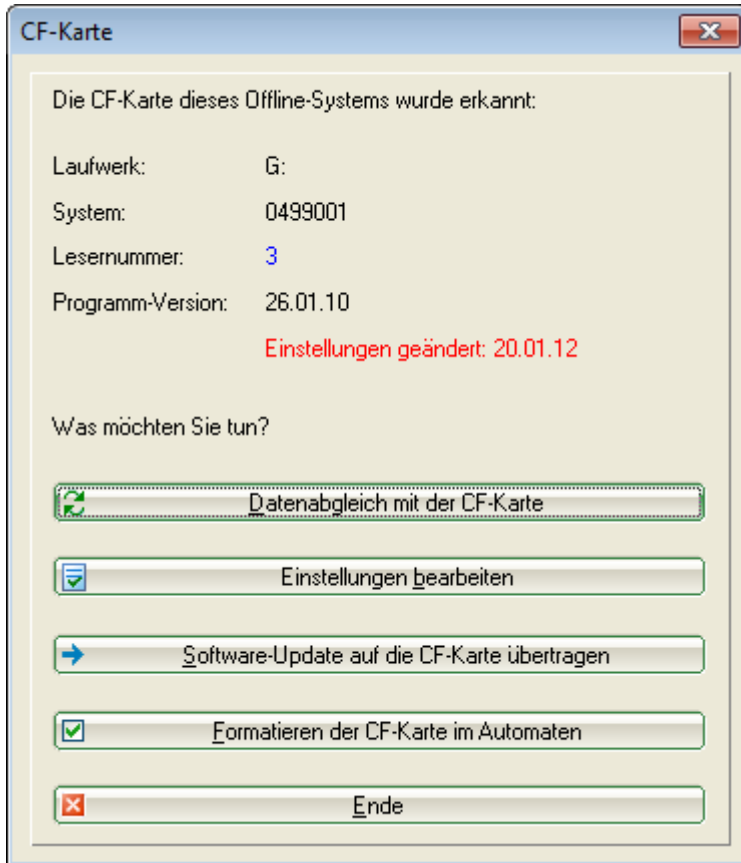 CF-Karte
Die CF-Karte dieses Offline-Systems wurde erkannt:
Laufwerk: G:
System: 0499001
Lesernummer: 3
Programm-Version: 26.01.10
Einstellungen geändert: 20.01.12
Was möchten Sie tun?
Datenabgleich mit der CF-Karte
Einstellungen bearbeiten
Software-Update auf die CF-Karte übertragen
Formatieren der CF-Karte im Automaten
Ende